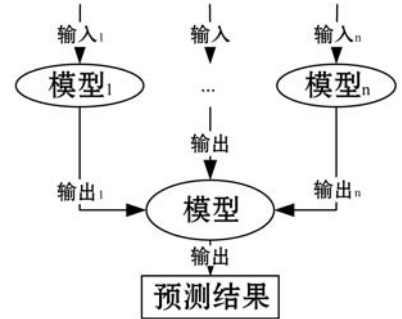 输入1 输入 输入n
模型1 ... 模型n
输出
输出1 输出n
模型
输出
预测结果